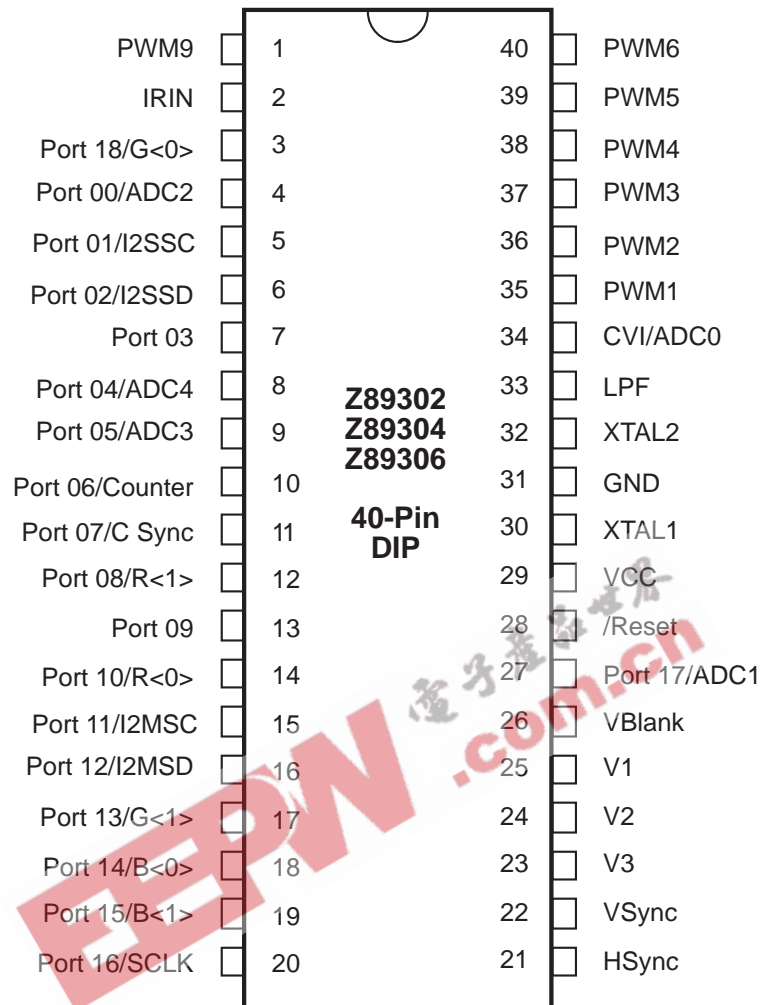 PWM9 1 40 PWM6
IRIN 2 39 PWM5
Port 18/G<0> 3 38 PWM4
Port 00/ADC2 4 37 PWM3
Port 01/I2SSC 5 36 PWM2
Port 02/I2SSD 6 35 PWM1
Port 03 7 34 CVI/ADC0
Port 04/ADC4 8 33 LPF
Port 05/ADC3 9 32 XTAL2
Port 06/Counter 10 31 GND
Port 07/C Sync 11 30 XTAL1
Port 08/R<1> 12 29 VCC
Port 09 13 28 /Reset
Port 10/R<0> 14 27 Port 17/ADC1
Port 11/I2MSC 15 26 VBlank
Port 12/I2MSD 16 25 V1
Port 13/G<1> 17 24 V2
Port 14/B<0> 18 23 V3
Port 15/B<1> 19 22 VSync
Port 16/SCLK 20 21 HSync
Z89302
Z89304
Z89306
40-Pin
DIP
EEPW .com.cn
電子產品世界